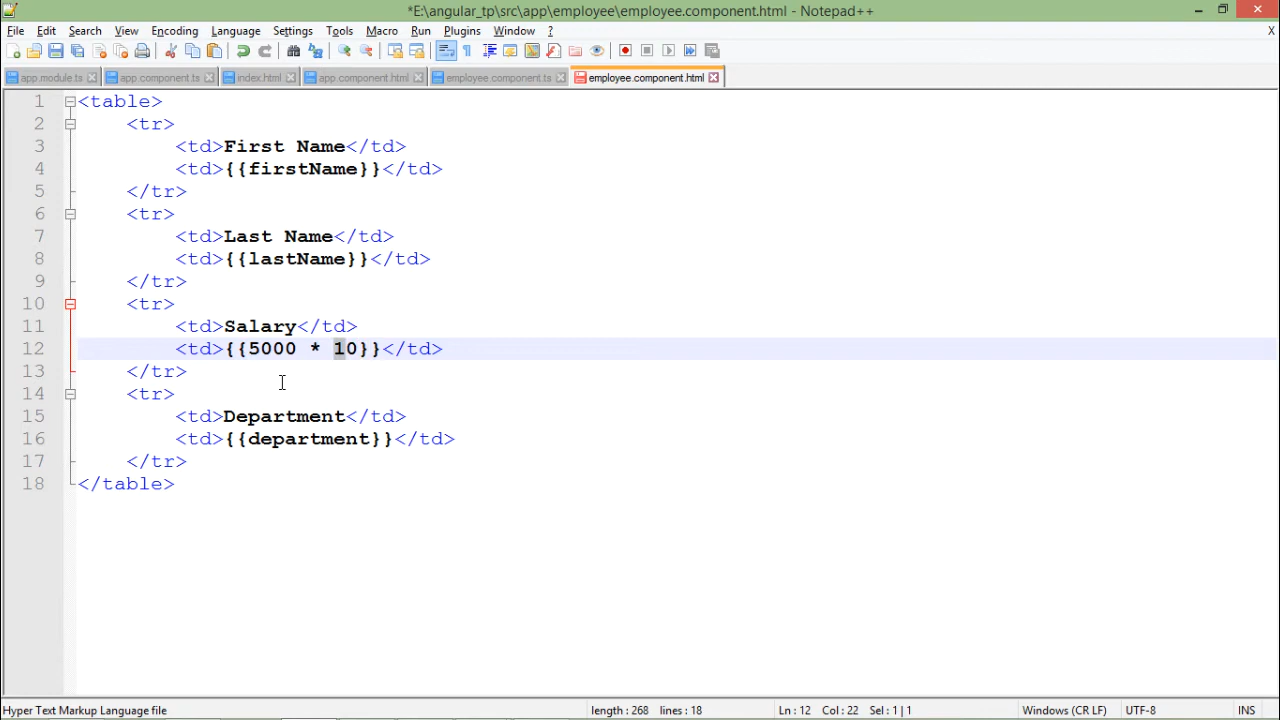 *E:\angular_tp\src\app\employee\employee.component.html - Notepad++
File Edit Search View Encoding Language Settings Tools Macro Run Plugins Window ? X
app.module.ts app.component.ts index.html app.component.html employee.component.ts employee.component.html
1 <table>
2 <tr>
3 <td>First Name</td>
4 <td>{{firstName}}</td>
5 </tr>
6 <tr>
7 <td>Last Name</td>
8 <td>{{lastName}}</td>
9 </tr>
10 <tr>
11 <td>Salary</td>
12 <td>{{5000 * 10}}</td>
13 </tr>
14 <tr>
15 <td>Department</td>
16 <td>{{department}}</td>
17 </tr>
18 </table>
Hyper Text Markup Language file length : 268 lines : 18 Ln : 12 Col : 22 Sel : 1 | 1 Windows (CR LF) UTF-8 INS